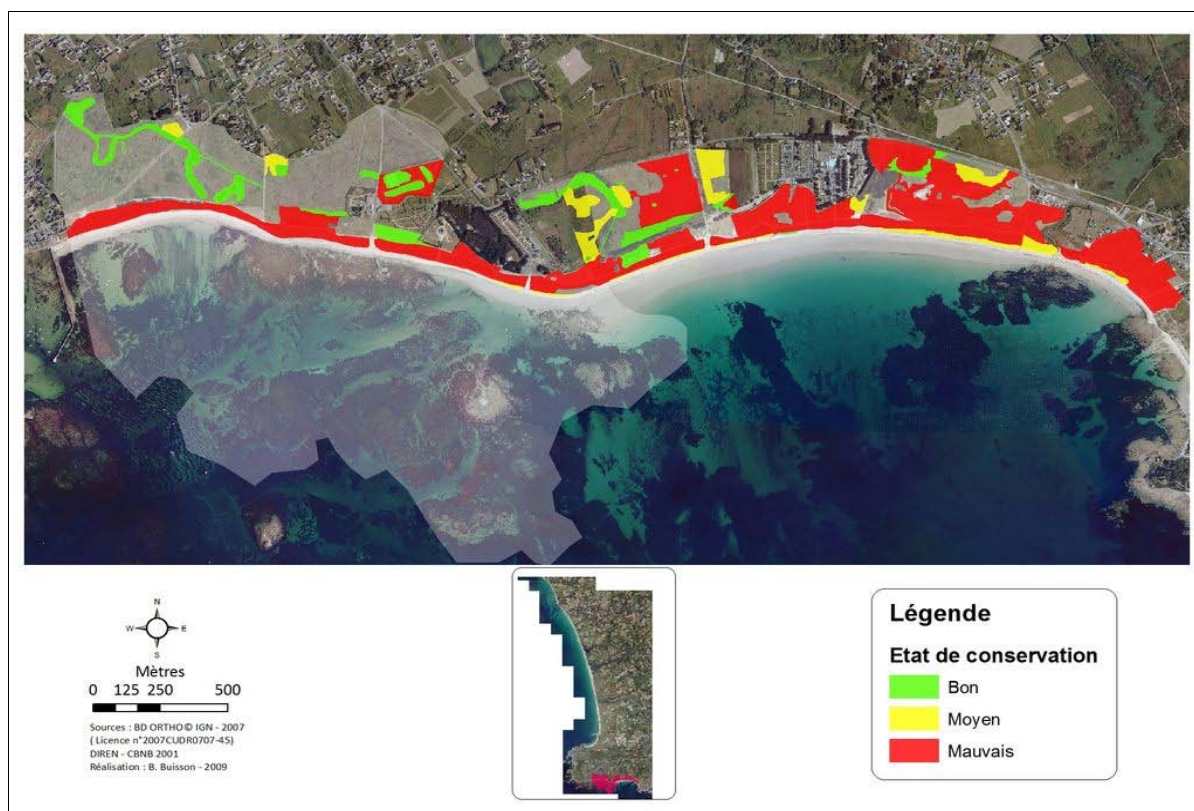 N
W
E
S
Mètres
0 125 250 500
Sources : BD ORTHO© IGN - 2007
( Licence n°2007CUDR0707-45)
DIREN - CBNB 2001
Réalisation : B. Buisson - 2009
Légende
Etat de conservation
Bon
Moyen
Mauvais